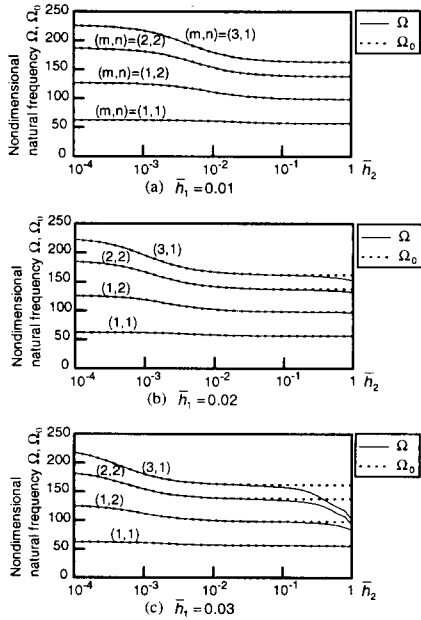 Nondimensional
natural frequency Ω, Ω₀
250
200
150
100
50
0
(m,n)=(2,2)
(m,n)=(3,1)
(m,n)=(1,2)
(m,n)=(1,1)
10⁻⁴
10⁻³
10⁻²
10⁻¹
1
h̄₂
(a) h̄₁ =0.01
Ω
Ω₀
Nondimensional
natural frequency Ω, Ω₀
250
200
150
100
50
0
(2,2)
(3,1)
(1,2)
(1,1)
10⁻⁴
10⁻³
10⁻²
10⁻¹
1
h̄₂
(b) h̄₁ =0.02
Ω
Ω₀
Nondimensional
natural frequency Ω, Ω₀
250
200
150
100
50
0
(2,2)
(3,1)
(1,2)
(1,1)
10⁻⁴
10⁻³
10⁻²
10⁻¹
1
h̄₂
(c) h̄₁ =0.03
Ω
Ω₀